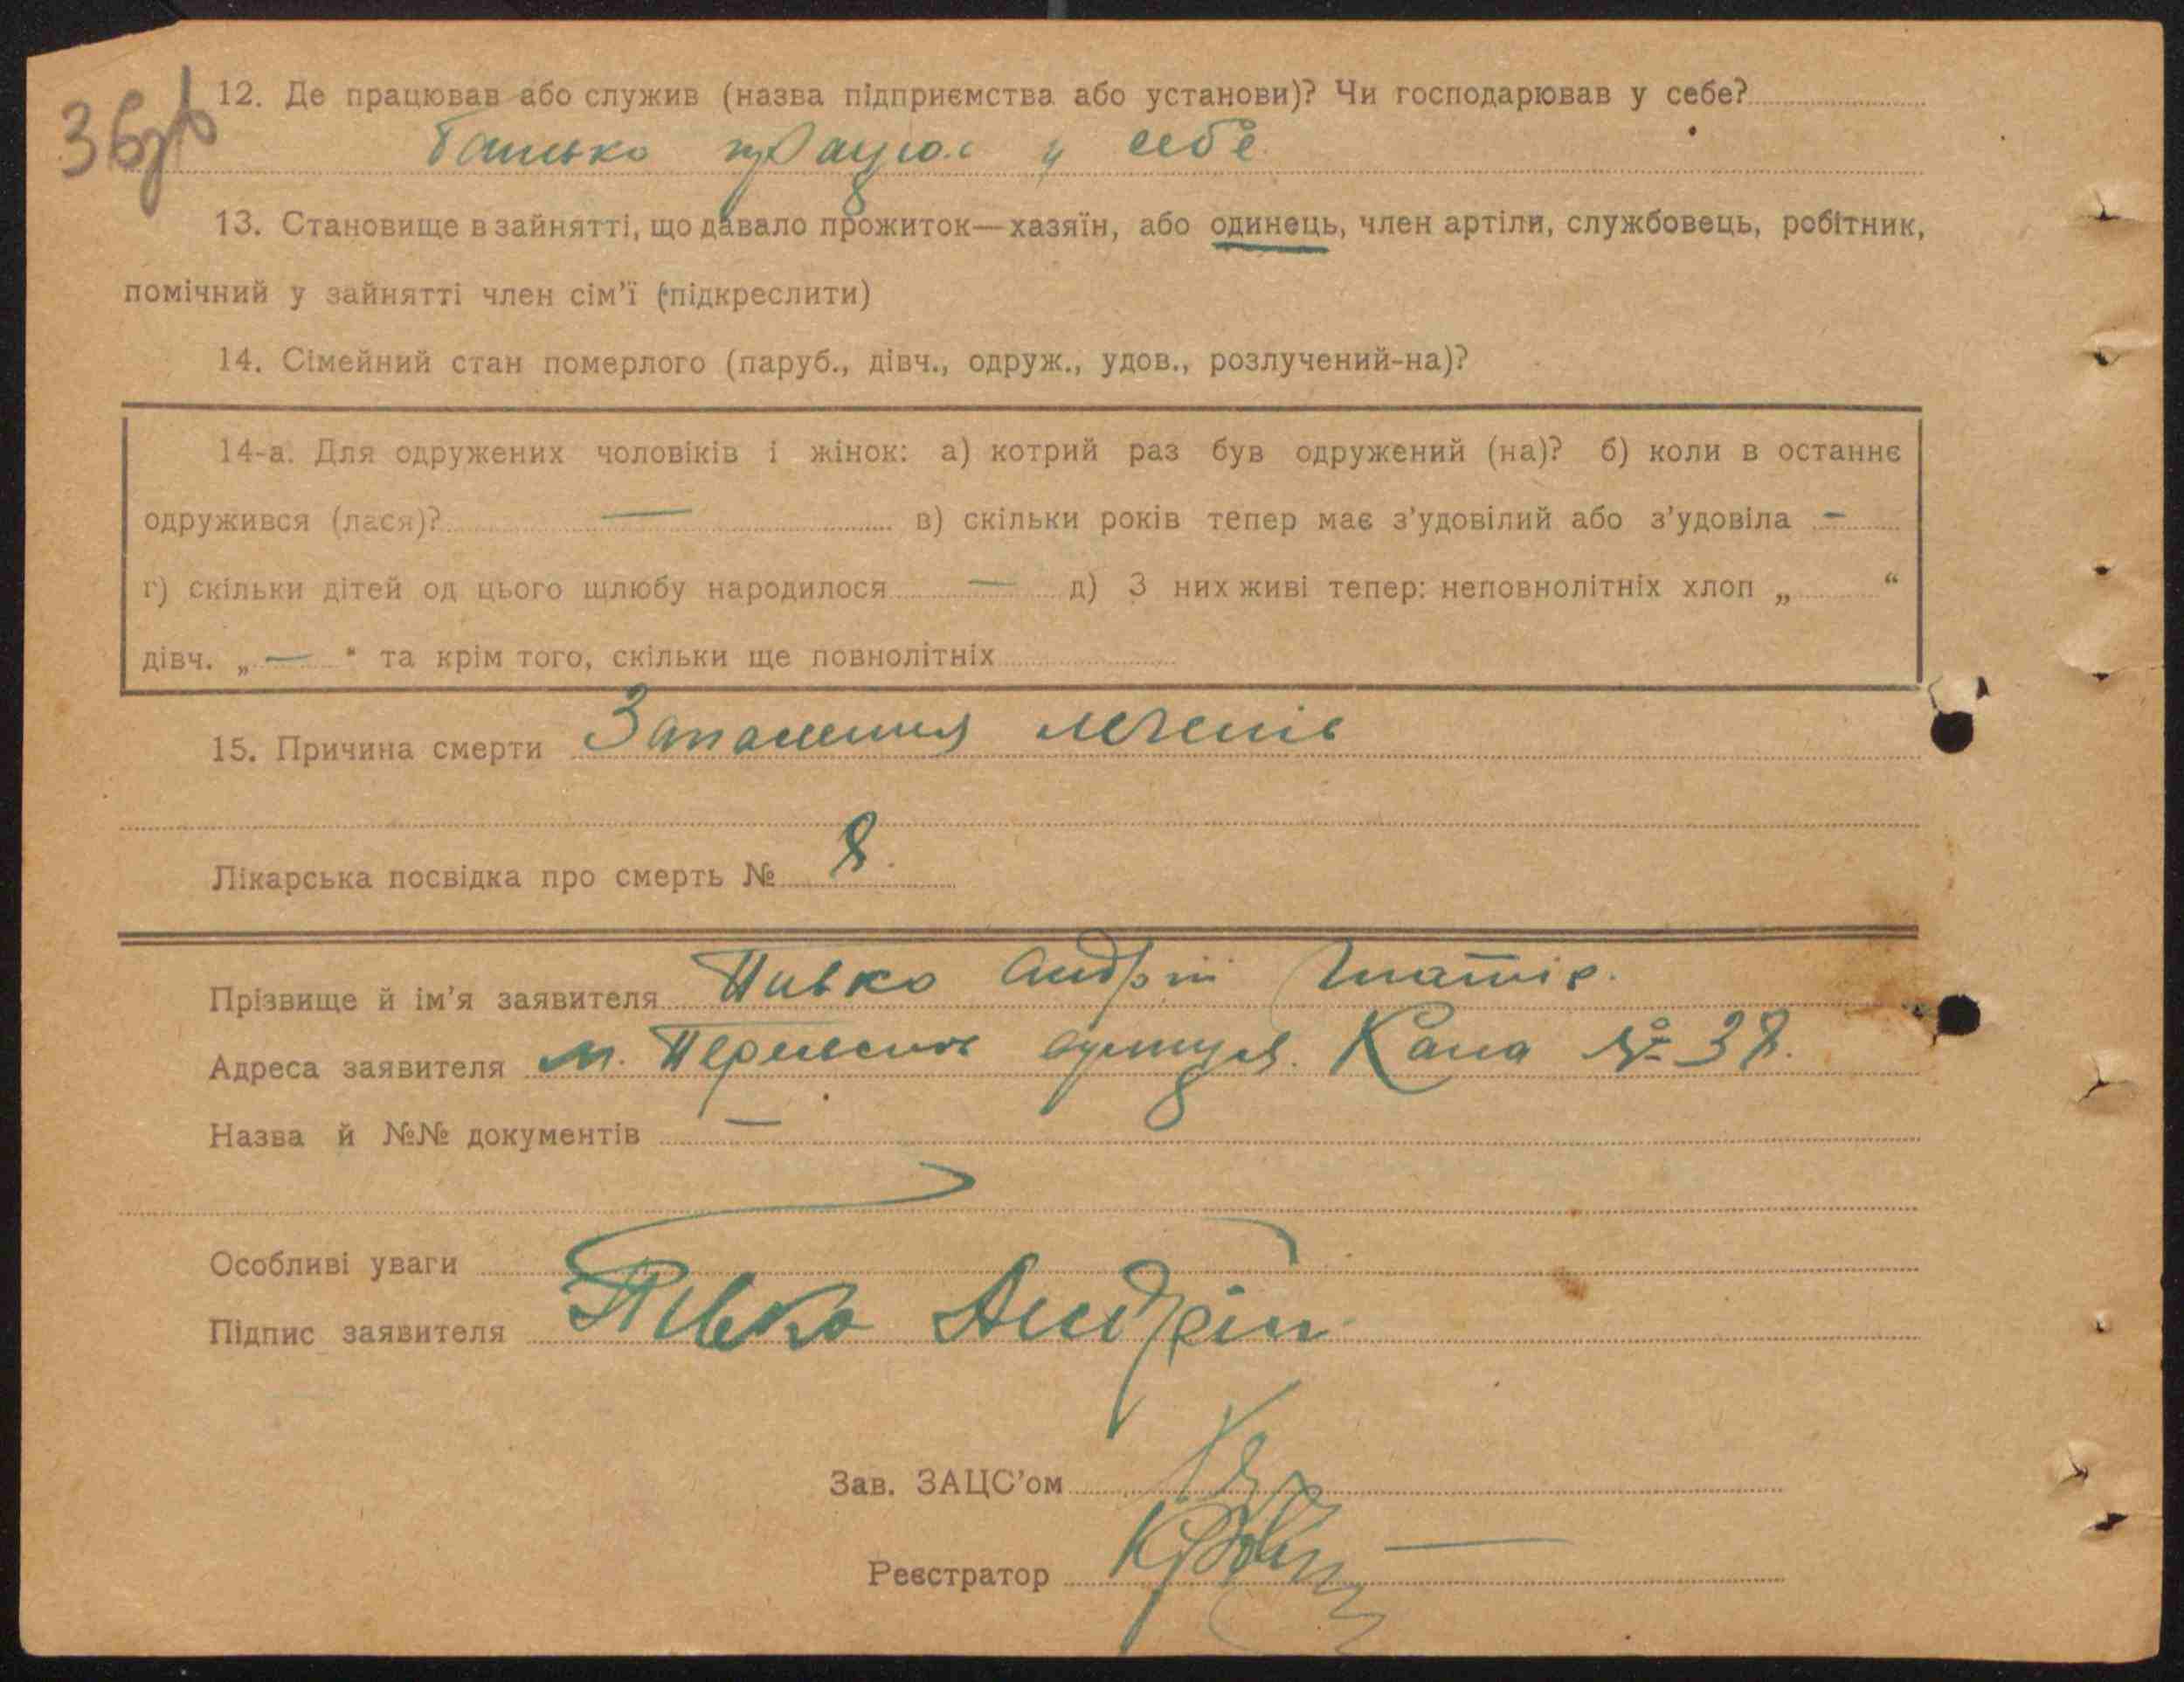 36зв
12. Де працював або служив (назва підприємства або установи)? Чи господарював у себе?
батько працює у себе
13. Становище в зайнятті, що давало прожиток—хазяїн, або одинець, член артіли, службовець, робітник,
помічний у зайнятті член сім’ї (підкреслити)
14. Сімейний стан померлого (паруб., дівч., одруж., удов., розлучений-на)?
14-а. Для одружених чоловіків і жінок: а) котрий раз був одружений (на)? б) коли в останнє
одружився (лася)? — в) скільки років тепер має з’удовілий або з’удовіла —
г) скільки дітей од цього щлюбу народилося — д) З них живі тепер: неповнолітніх хлоп „ “
дівч. „ — “ та крім того, скільки ще повнолітніх
15. Причина смерти Запалення легенів
Лікарська посвідка про смерть № 8.
Прізвище й ім’я заявителя Пивко Андрій Гнатів.
Адреса заявителя м. Кана № 38.
Назва й №№ документів —
Особливі уваги
Підпис заявителя Пивко Андрій
Зав. ЗАЦС’ом
Реєстратор